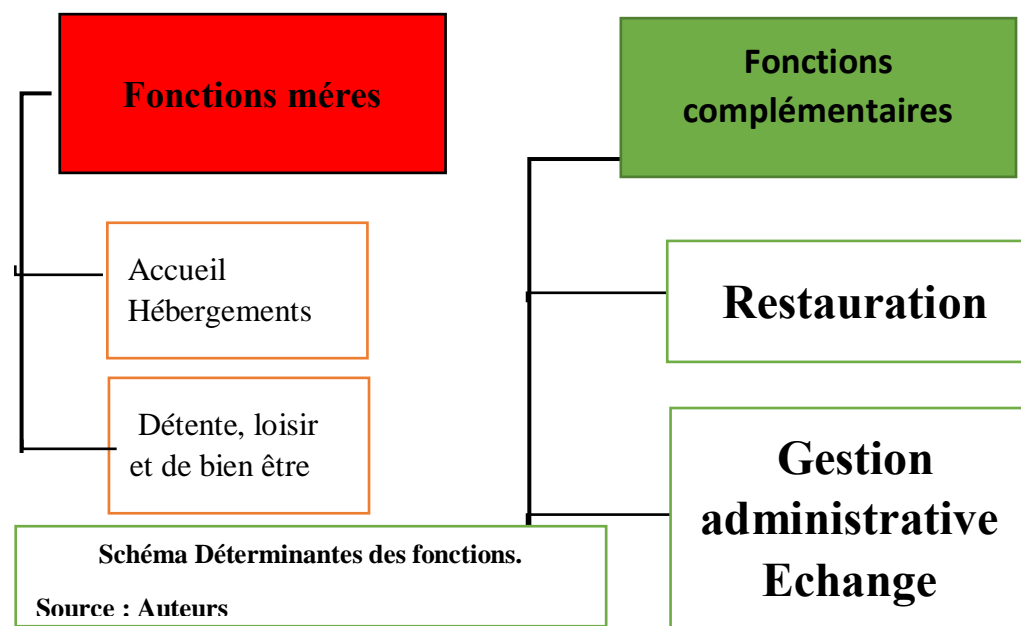 Fonctions méres
Accueil
Hébergements
Détente, loisir
et de bien être
Fonctions
complémentaires
Restauration
Gestion
administrative
Echange
Schéma Déterminantes des fonctions.
Source : Auteurs